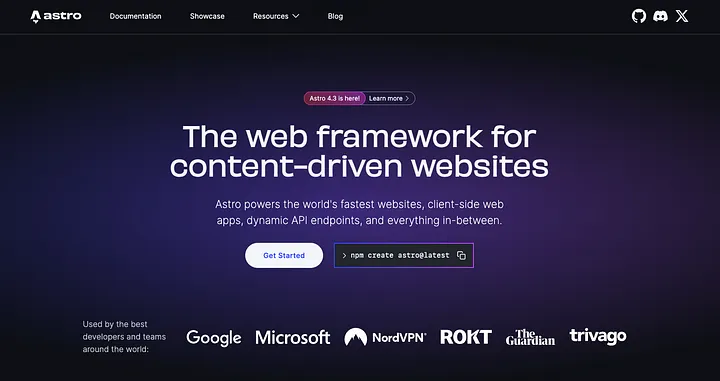 astro
Documentation
Showcase
Resources
Blog
Astro 4.3 is here! Learn more
The web framework for
content-driven websites
Astro powers the world's fastest websites, client-side web
apps, dynamic API endpoints, and everything in-between.
Get Started
> npm create astro@latest
Used by the best
developers and teams
around the world:
Google
Microsoft
NordVPN®
ROKT
The
Guardian
trivago